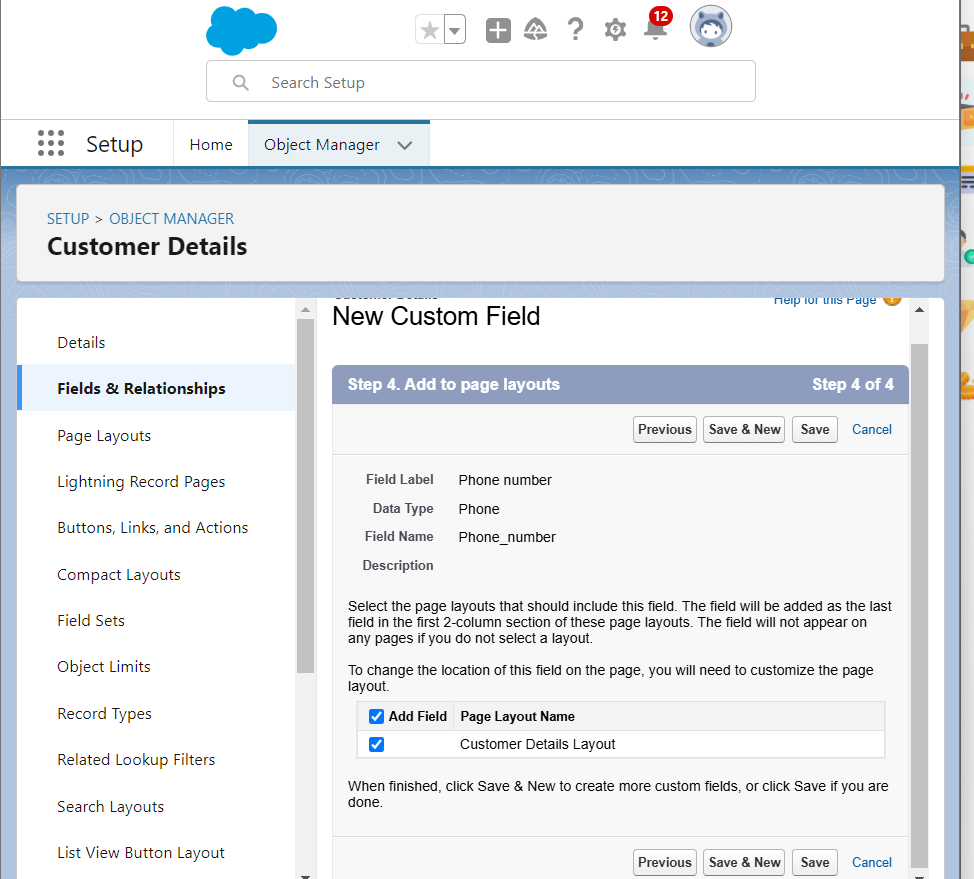 12
Search Setup
Setup
Home
Object Manager
SETUP > OBJECT MANAGER
Customer Details
Details
Fields & Relationships
Page Layouts
Lightning Record Pages
Buttons, Links, and Actions
Compact Layouts
Field Sets
Object Limits
Record Types
Related Lookup Filters
Search Layouts
List View Button Layout
Customer Details
Help for this Page
New Custom Field
Step 4. Add to page layouts
Step 4 of 4
Previous Save & New Save Cancel
Field Label Phone number
Data Type Phone
Field Name Phone_number
Description
Select the page layouts that should include this field. The field will be added as the last
field in the first 2-column section of these page layouts. The field will not appear on
any pages if you do not select a layout.
To change the location of this field on the page, you will need to customize the page
layout.
Add Field Page Layout Name
Customer Details Layout
When finished, click Save & New to create more custom fields, or click Save if you are
done.
Previous Save & New Save Cancel